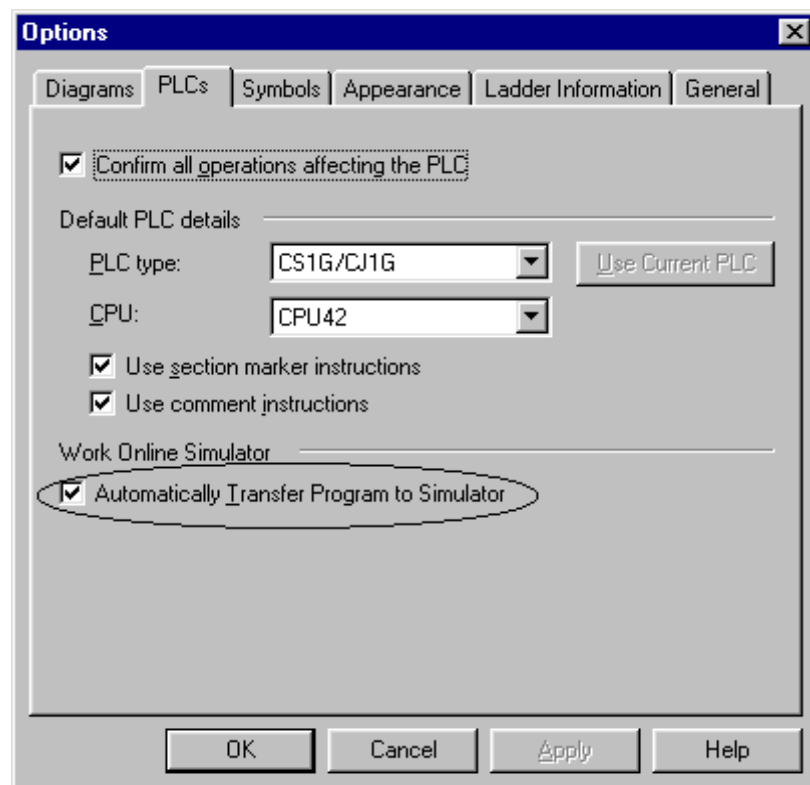 Options
Diagrams PLCs Symbols Appearance Ladder Information General
Confirm all operations affecting the PLC
Default PLC details
PLC type: CS1G/CJ1G Use Current PLC
CPU: CPU42
Use section marker instructions
Use comment instructions
Work Online Simulator
Automatically Transfer Program to Simulator
OK Cancel Apply Help